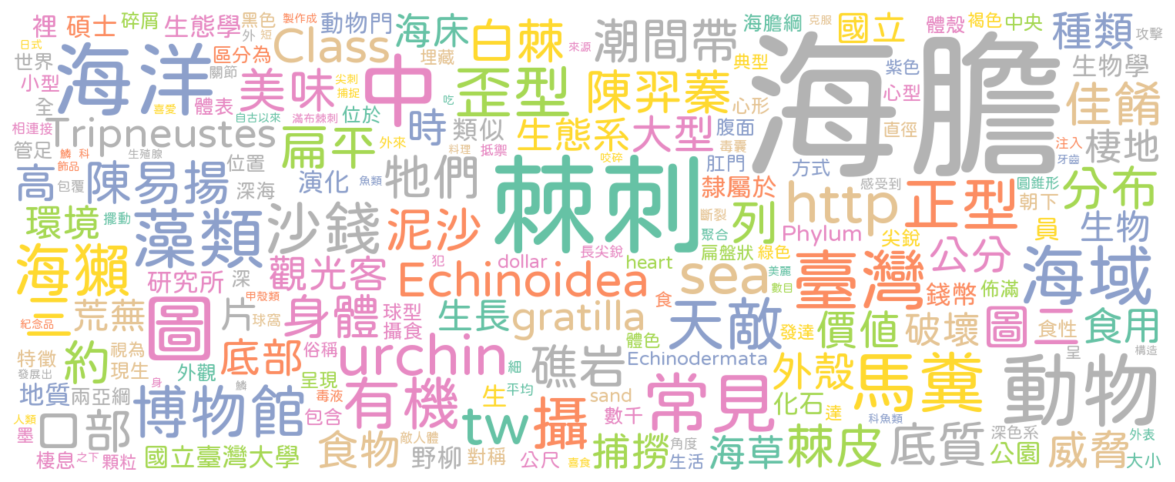 裡 碩士 碎屑 生態學 黑色 製作成 動物門 海床 白棘 潮間帶 海膽綱 國立 體殼 褐色 中央 種類 攻擊
日式 外 短 Class 來源 典型 克服
世界 海洋 區分為 關節 埋藏 海膽 紫色 生物學
小型 喜愛 美味 尖刺 捕捉 中 歪型 陳羿蓁 心形 心型 佳餚
全 體表 位於 吃 時 類似 生態系 大型 腹面 直徑
相連接 Tripneustes 自古以來 滿布棘刺 外來 料理 抵禦 毒囊 注入 棲地
管足 鱗 科 生殖腺 扁平 咬碎 肛門 方式 牙齒
高 飾品 陳易揚 位置 演化 魚類 牠們 棘刺 隸屬於 感受到 圓錐形 分布
包覆 深海 http 正型 朝下
環境 擺動 藻類 沙錢 泥沙 斷裂 列 員 生物
聚合 Phylum 尖銳
海獺 研究所 深 觀光客 犯 dollar 長尖銳 heart sea 扁盤狀 綠色 臺灣 公分 海域
甲殼類 Echinoidea 食 美麗 數目 錢幣 佈滿
三 紀念品 荒蕪 片 球窩 身體 球型 生長 gratilla 天敵 發達 價值 破壞 圖二 食性 食用
圖 攝食 體色
特徵 視為 底部 俗稱 urchin 細 礁岩 Echinodermata 外殼 馬糞 呈 構造
發展出 約 現生 外觀 呈現 動物
地質 兩亞綱 身 鱗 毒液 有機 生 平均 sand 常見 化石
人類 墨 口部 博物館 包含 tw 攝 數千 達 科魚類 深色系 外表
棲息 之下 顆粒 國立臺灣大學 食物 敵人體 野柳 對稱 公尺 喜食 捕撈 角度 生活 海草 棘皮 底質 公園 威脅 大小